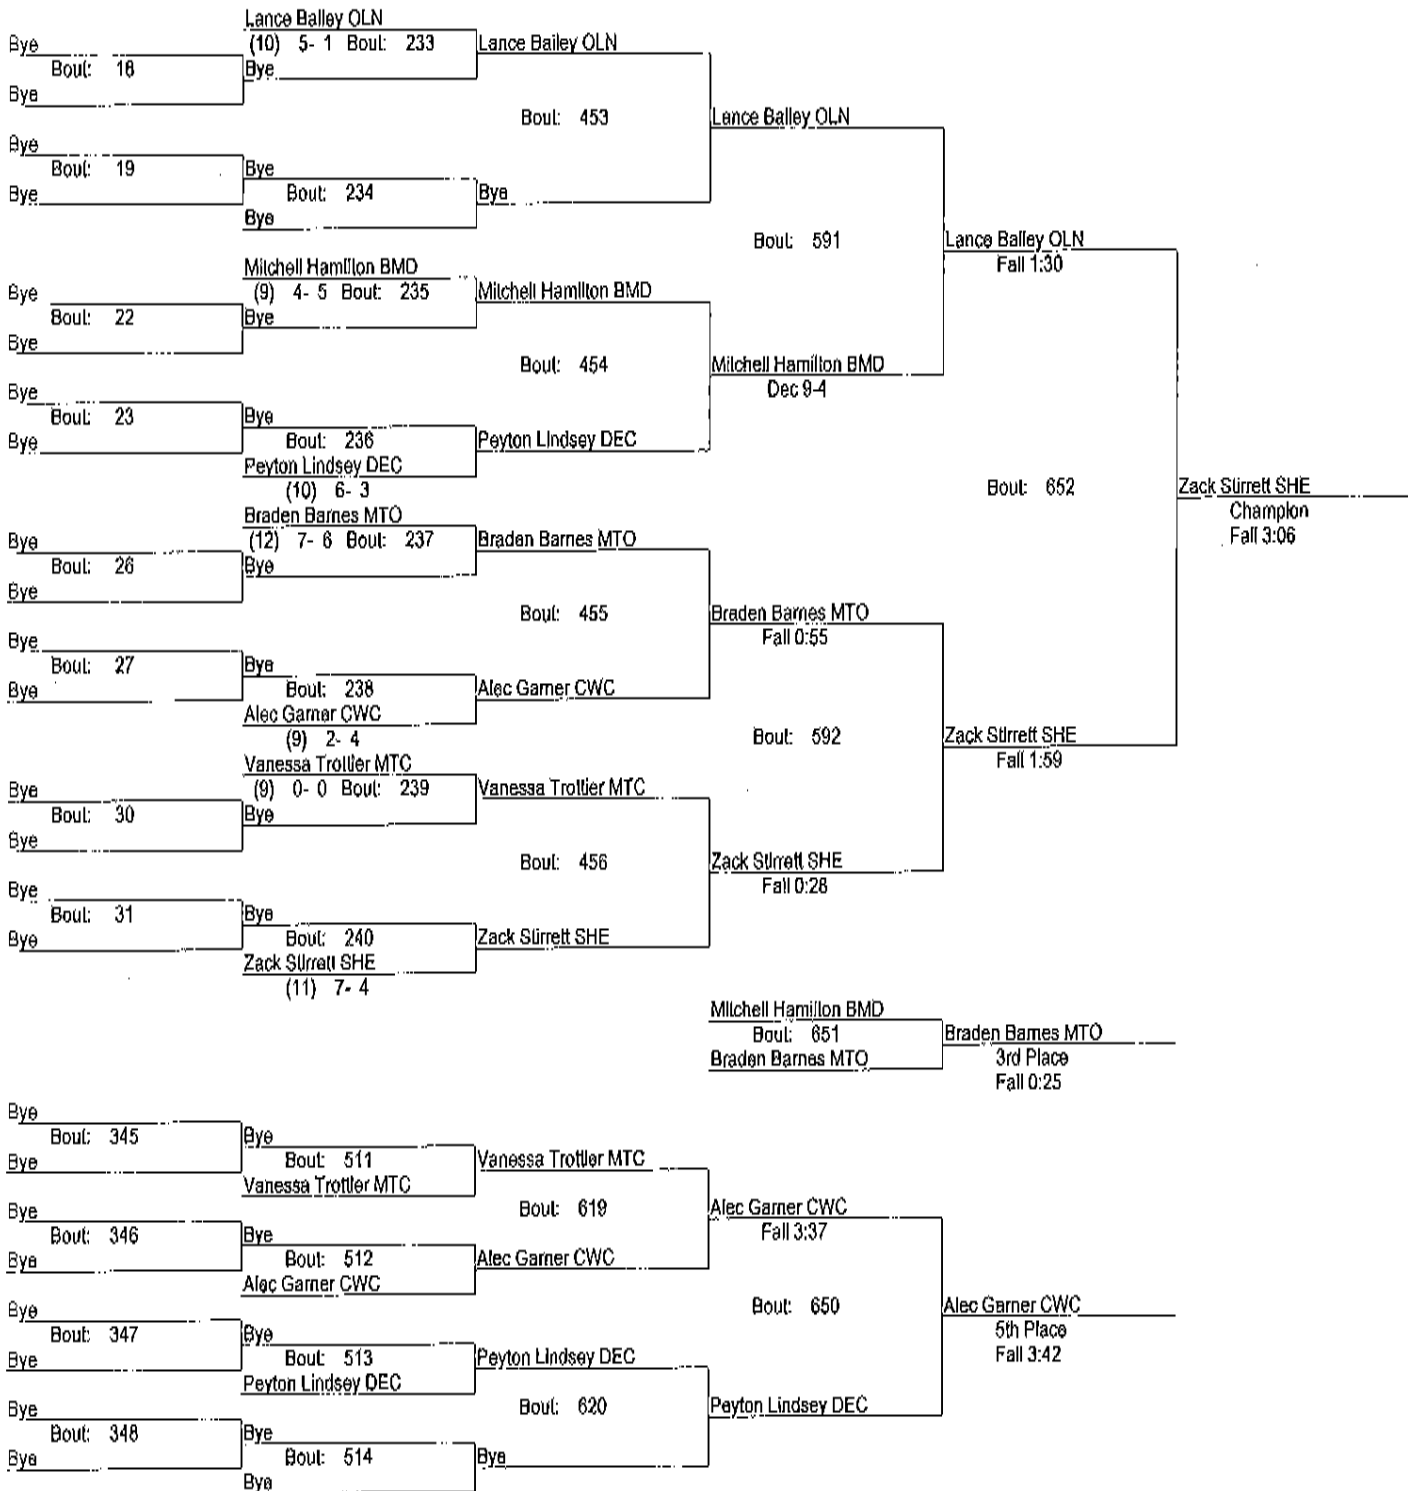 Lance Bailey OLN
Bye
(10) 5- 1 Bout: 233
Lance Bailey OLN
Bout: 18
Bye
Bye
Bout: 453
Lance Bailey OLN
Bye
Bout: 19
Bye
Bye
Bout: 234
Bye
Bye
Bout: 591
Lance Bailey OLN
Fall 1:30
Mitchell Hamilton BMD
Bye
(9) 4- 5 Bout: 235
Mitchell Hamilton BMD
Bout: 22
Bye
Bye
Bout: 454
Mitchell Hamilton BMD
Dec 9-4
Bye
Bout: 23
Bye
Bye
Bout: 236
Peyton Lindsey DEC
Peyton Lindsey DEC
(10) 6- 3
Bout: 652
Zack Stirrett SHE
Champion
Fall 3:06
Braden Barnes MTO
Bye
(12) 7- 6 Bout: 237
Braden Barnes MTO
Bout: 26
Bye
Bye
Bout: 455
Braden Barnes MTO
Fall 0:55
Bye
Bout: 27
Bye
Bye
Bout: 238
Alec Garner CWC
Alec Garner CWC
(9) 2- 4
Bout: 592
Zack Stirrett SHE
Fall 1:59
Vanessa Trottier MTC
Bye
(9) 0- 0 Bout: 239
Vanessa Trottier MTC
Bout: 30
Bye
Bye
Bout: 456
Zack Stirrett SHE
Fall 0:28
Bye
Bout: 31
Bye
Bye
Bout: 240
Zack Stirrett SHE
Zack Stirrett SHE
(11) 7- 4
Mitchell Hamilton BMD
Bout: 651
Braden Barnes MTO
Braden Barnes MTO
3rd Place
Fall 0:25
Bye
Bout: 345
Bye
Bye
Bout: 511
Vanessa Trottier MTC
Vanessa Trottier MTC
Bye
Bout: 619
Alec Garner CWC
Fall 3:37
Bout: 346
Bye
Bye
Bout: 512
Alec Garner CWC
Alec Garner CWC
Bye
Bout: 650
Alec Garner CWC
5th Place
Fall 3:42
Bout: 347
Bye
Bye
Bout: 513
Peyton Lindsey DEC
Peyton Lindsey DEC
Bye
Bout: 620
Peyton Lindsey DEC
Bout: 348
Bye
Bye
Bout: 514
Bye
Bye